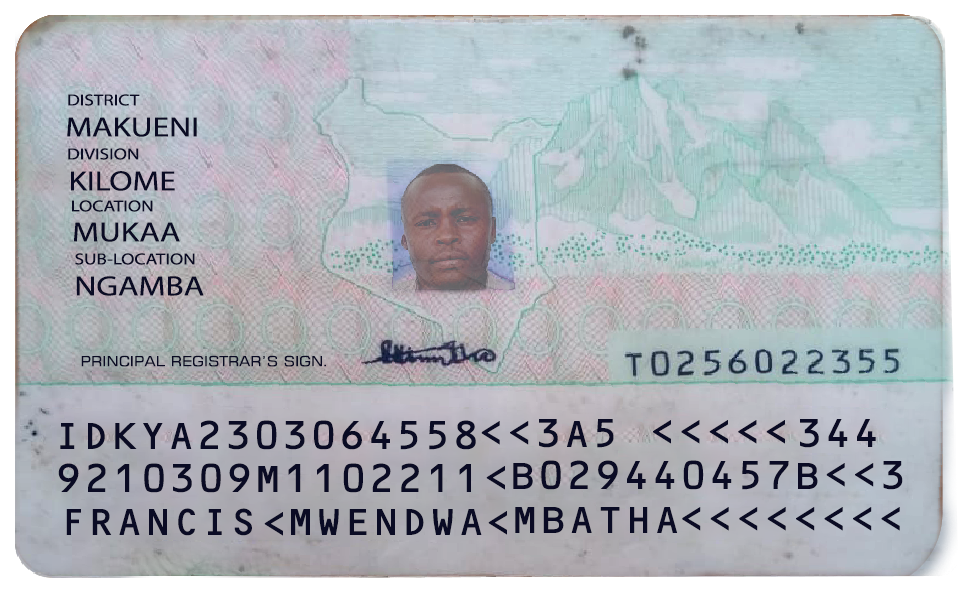 DISTRICT
MAKUENI
DIVISION
KILOME
LOCATION
MUKAA
SUB-LOCATION
NGAMBA
PRINCIPAL REGISTRAR'S SIGN.
T0256022355
IDKYA2303064558<<3A5 <<<<<344
9210309M1102211<B029440457B<<3
FRANCIS<MWENDWA<MBATHA<<<<<<<<